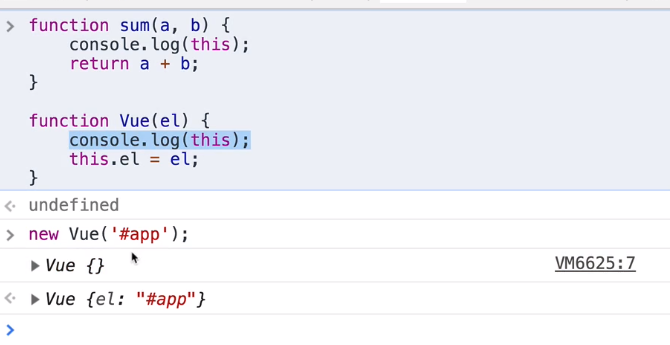 function sum(a, b) {
    console.log(this);
    return a + b;
}
function Vue(el) {
    console.log(this);
    this.el = el;
}
undefined
new Vue('#app');
Vue {}
VM6625:7
Vue {el: "#app"}